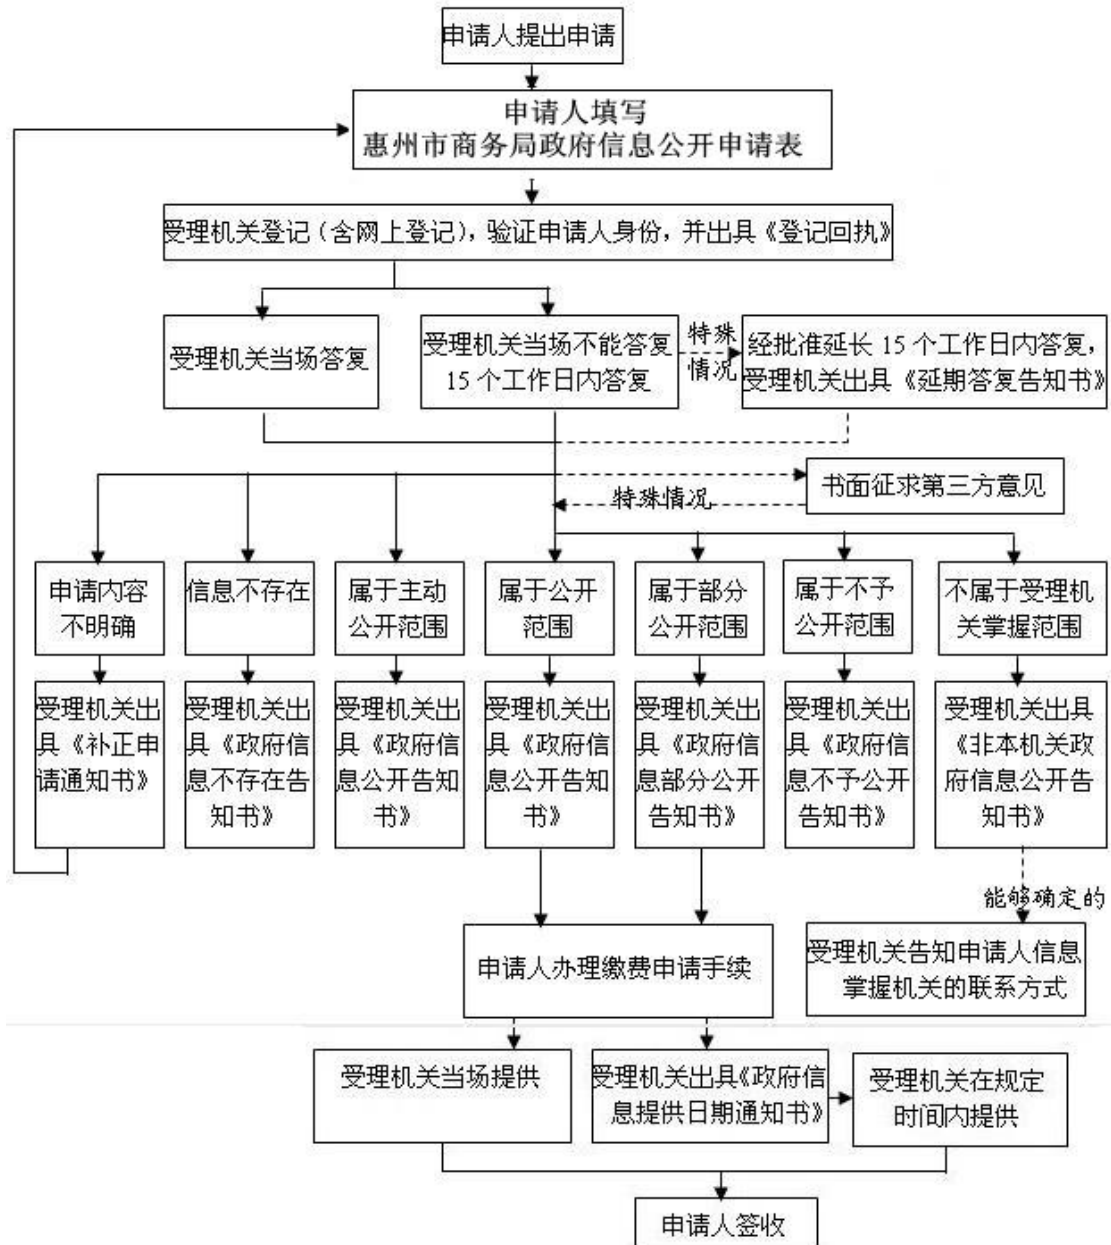 申请人提出申请
申请人填写
惠州市商务局政府信息公开申请表
受理机关登记（含网上登记），验证申请人身份，并出具《登记回执》
受理机关当场答复
受理机关当场不能答复
15个工作日内答复
特殊
情况
经批准延长15个工作日内答复，
受理机关出具《延期答复告知书》
书面征求第三方意见
特殊情况
申请内容
不明确
信息不存在
属于主动
公开范围
属于公开
范围
属于部分
公开范围
属于不予
公开范围
不属于受理机
关掌握范围
受理机关出
具《补正申
请通知书》
受理机关出
具《政府信
息不存在告
知书》
受理机关出
具《政府信
息公开告知
书》
受理机关出
具《政府信
息公开告知
书》
受理机关出
具《政府信
息部分公开
告知书》
受理机关出
具《政府信
息不予公开
告知书》
受理机关出具
《非本机关政
府信息公开告
知书》
能够确定的
申请人办理缴费申请手续
受理机关告知申请人信息
掌握机关的联系方式
受理机关当场提供
受理机关出具《政府信
息提供日期通知书》
受理机关在规定
时间内提供
申请人签收